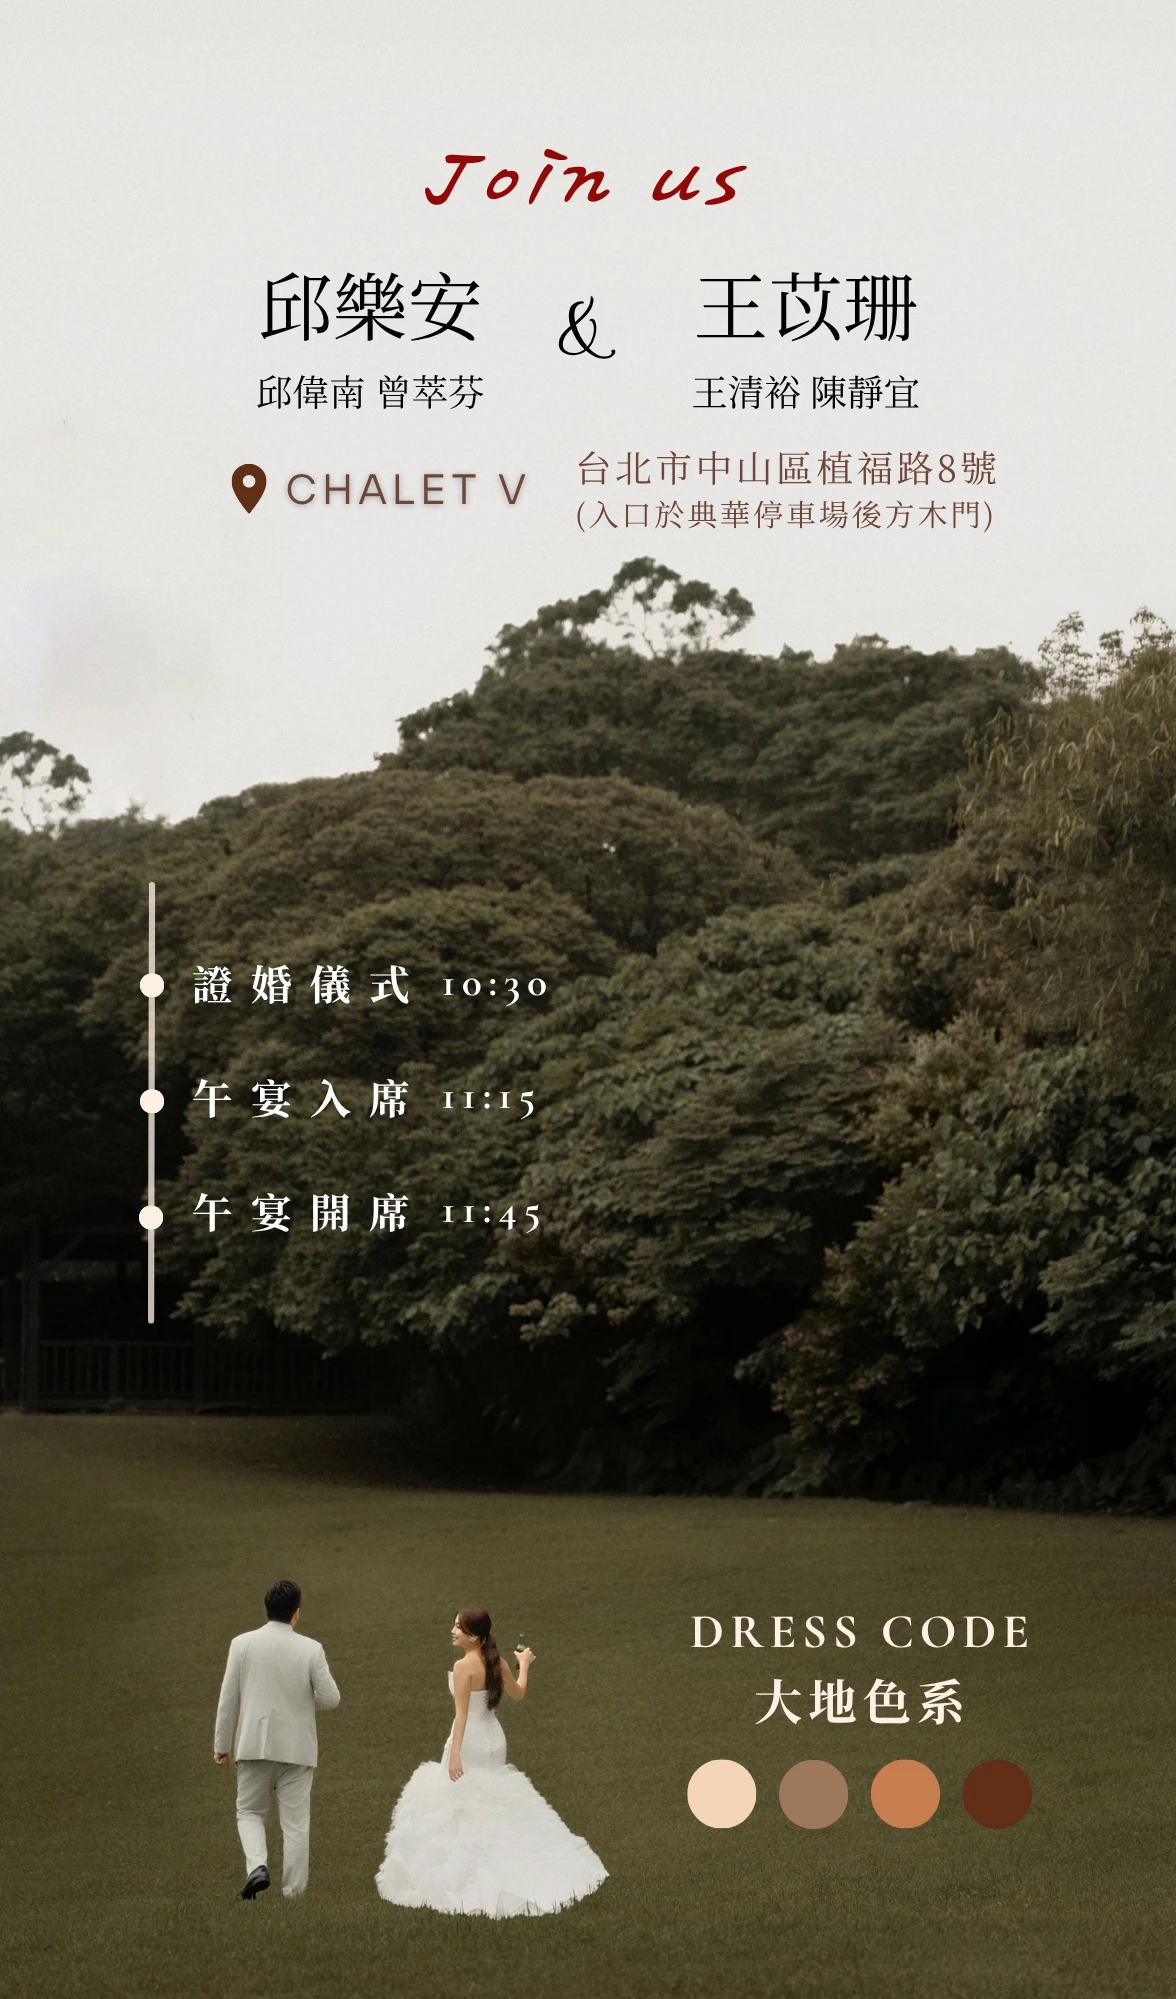 Join us
邱樂安 & 王苡珊
邱偉南 曾萃芬 王清裕 陳靜宜
CHALET V
台北市中山區植福路8號
(入口於典華停車場後方木門)
證婚儀式 10:30
午宴入席 11:15
午宴開席 11:45
DRESS CODE
大地色系